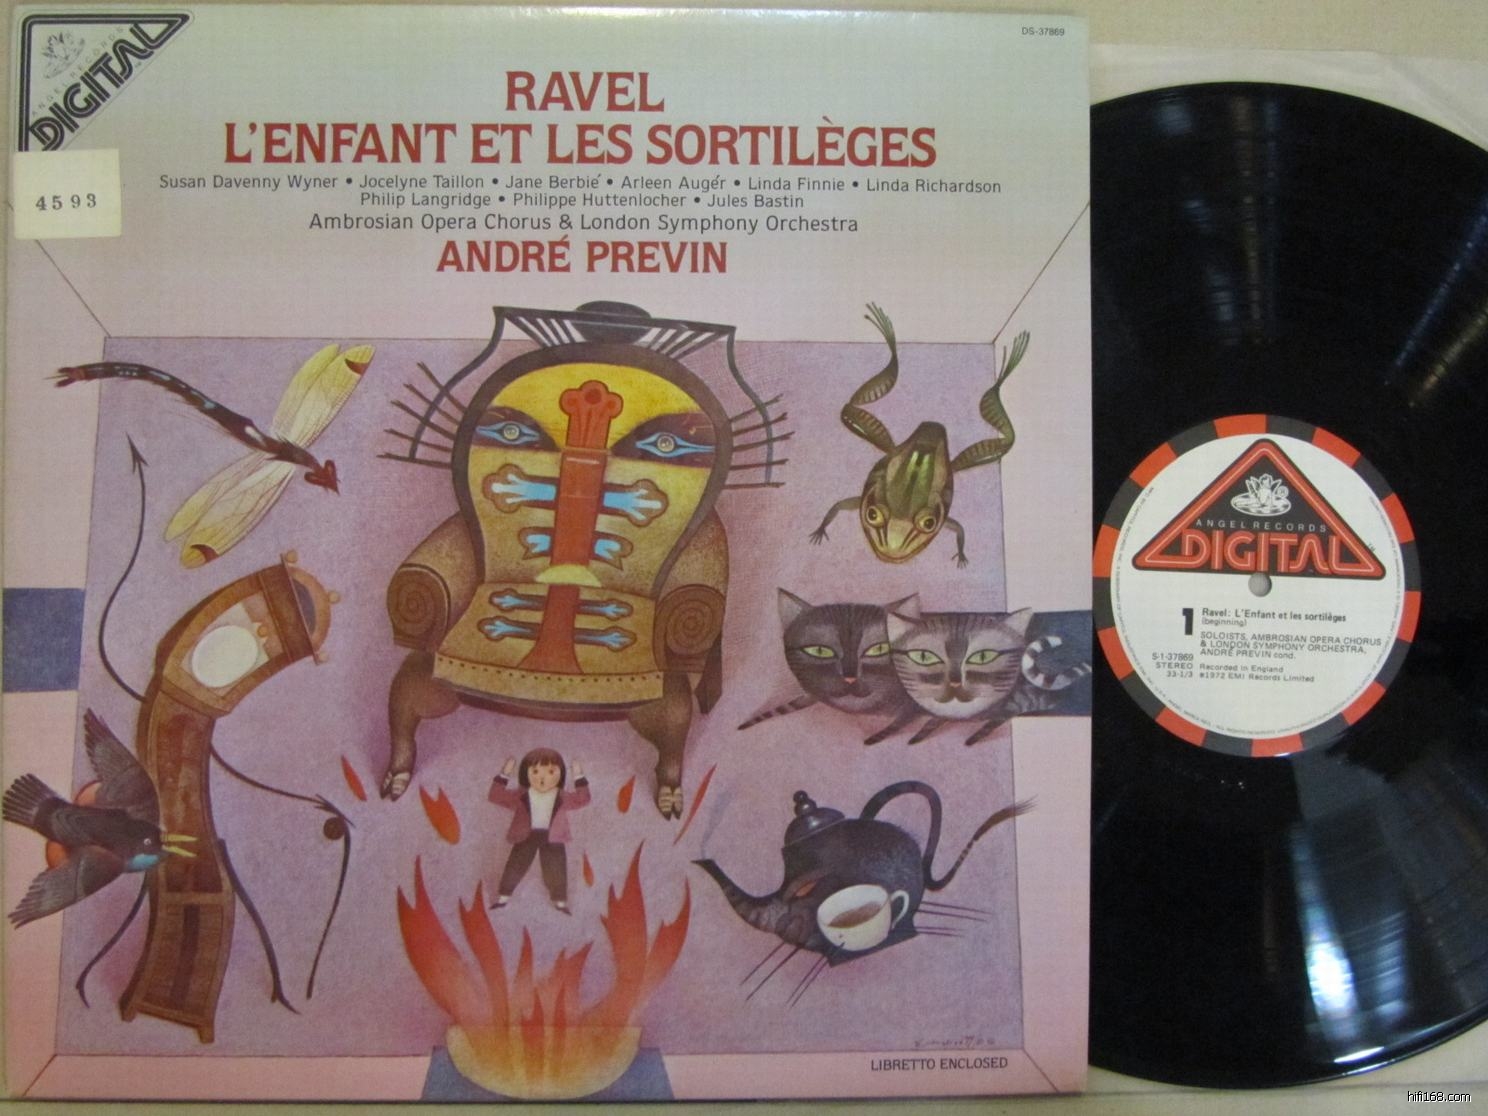 DS-37869
ANGEL RECORDS
DIGITAL
4593
RAVEL
L'ENFANT ET LES SORTILÈGES
Susan Davenny Wyner • Jocelyne Taillon • Jane Berbié • Arleen Augér • Linda Finnie • Linda Richardson
Philip Langridge • Philippe Huttenlocher • Jules Bastin
Ambrosian Opera Chorus & London Symphony Orchestra
ANDRÉ PREVIN
LIBRETTO ENCLOSED
ANGEL RECORDS
DIGITAL
1
Ravel: L'Enfant et les sortilèges
(beginning)
SOLOISTS, AMBROSIAN OPERA CHORUS
& LONDON SYMPHONY ORCHESTRA,
ANDRÉ PREVIN cond.
S-1-37869
STEREO
33-1/3
Recorded in England
℗1972 EMI Records Limited
hifi168.com